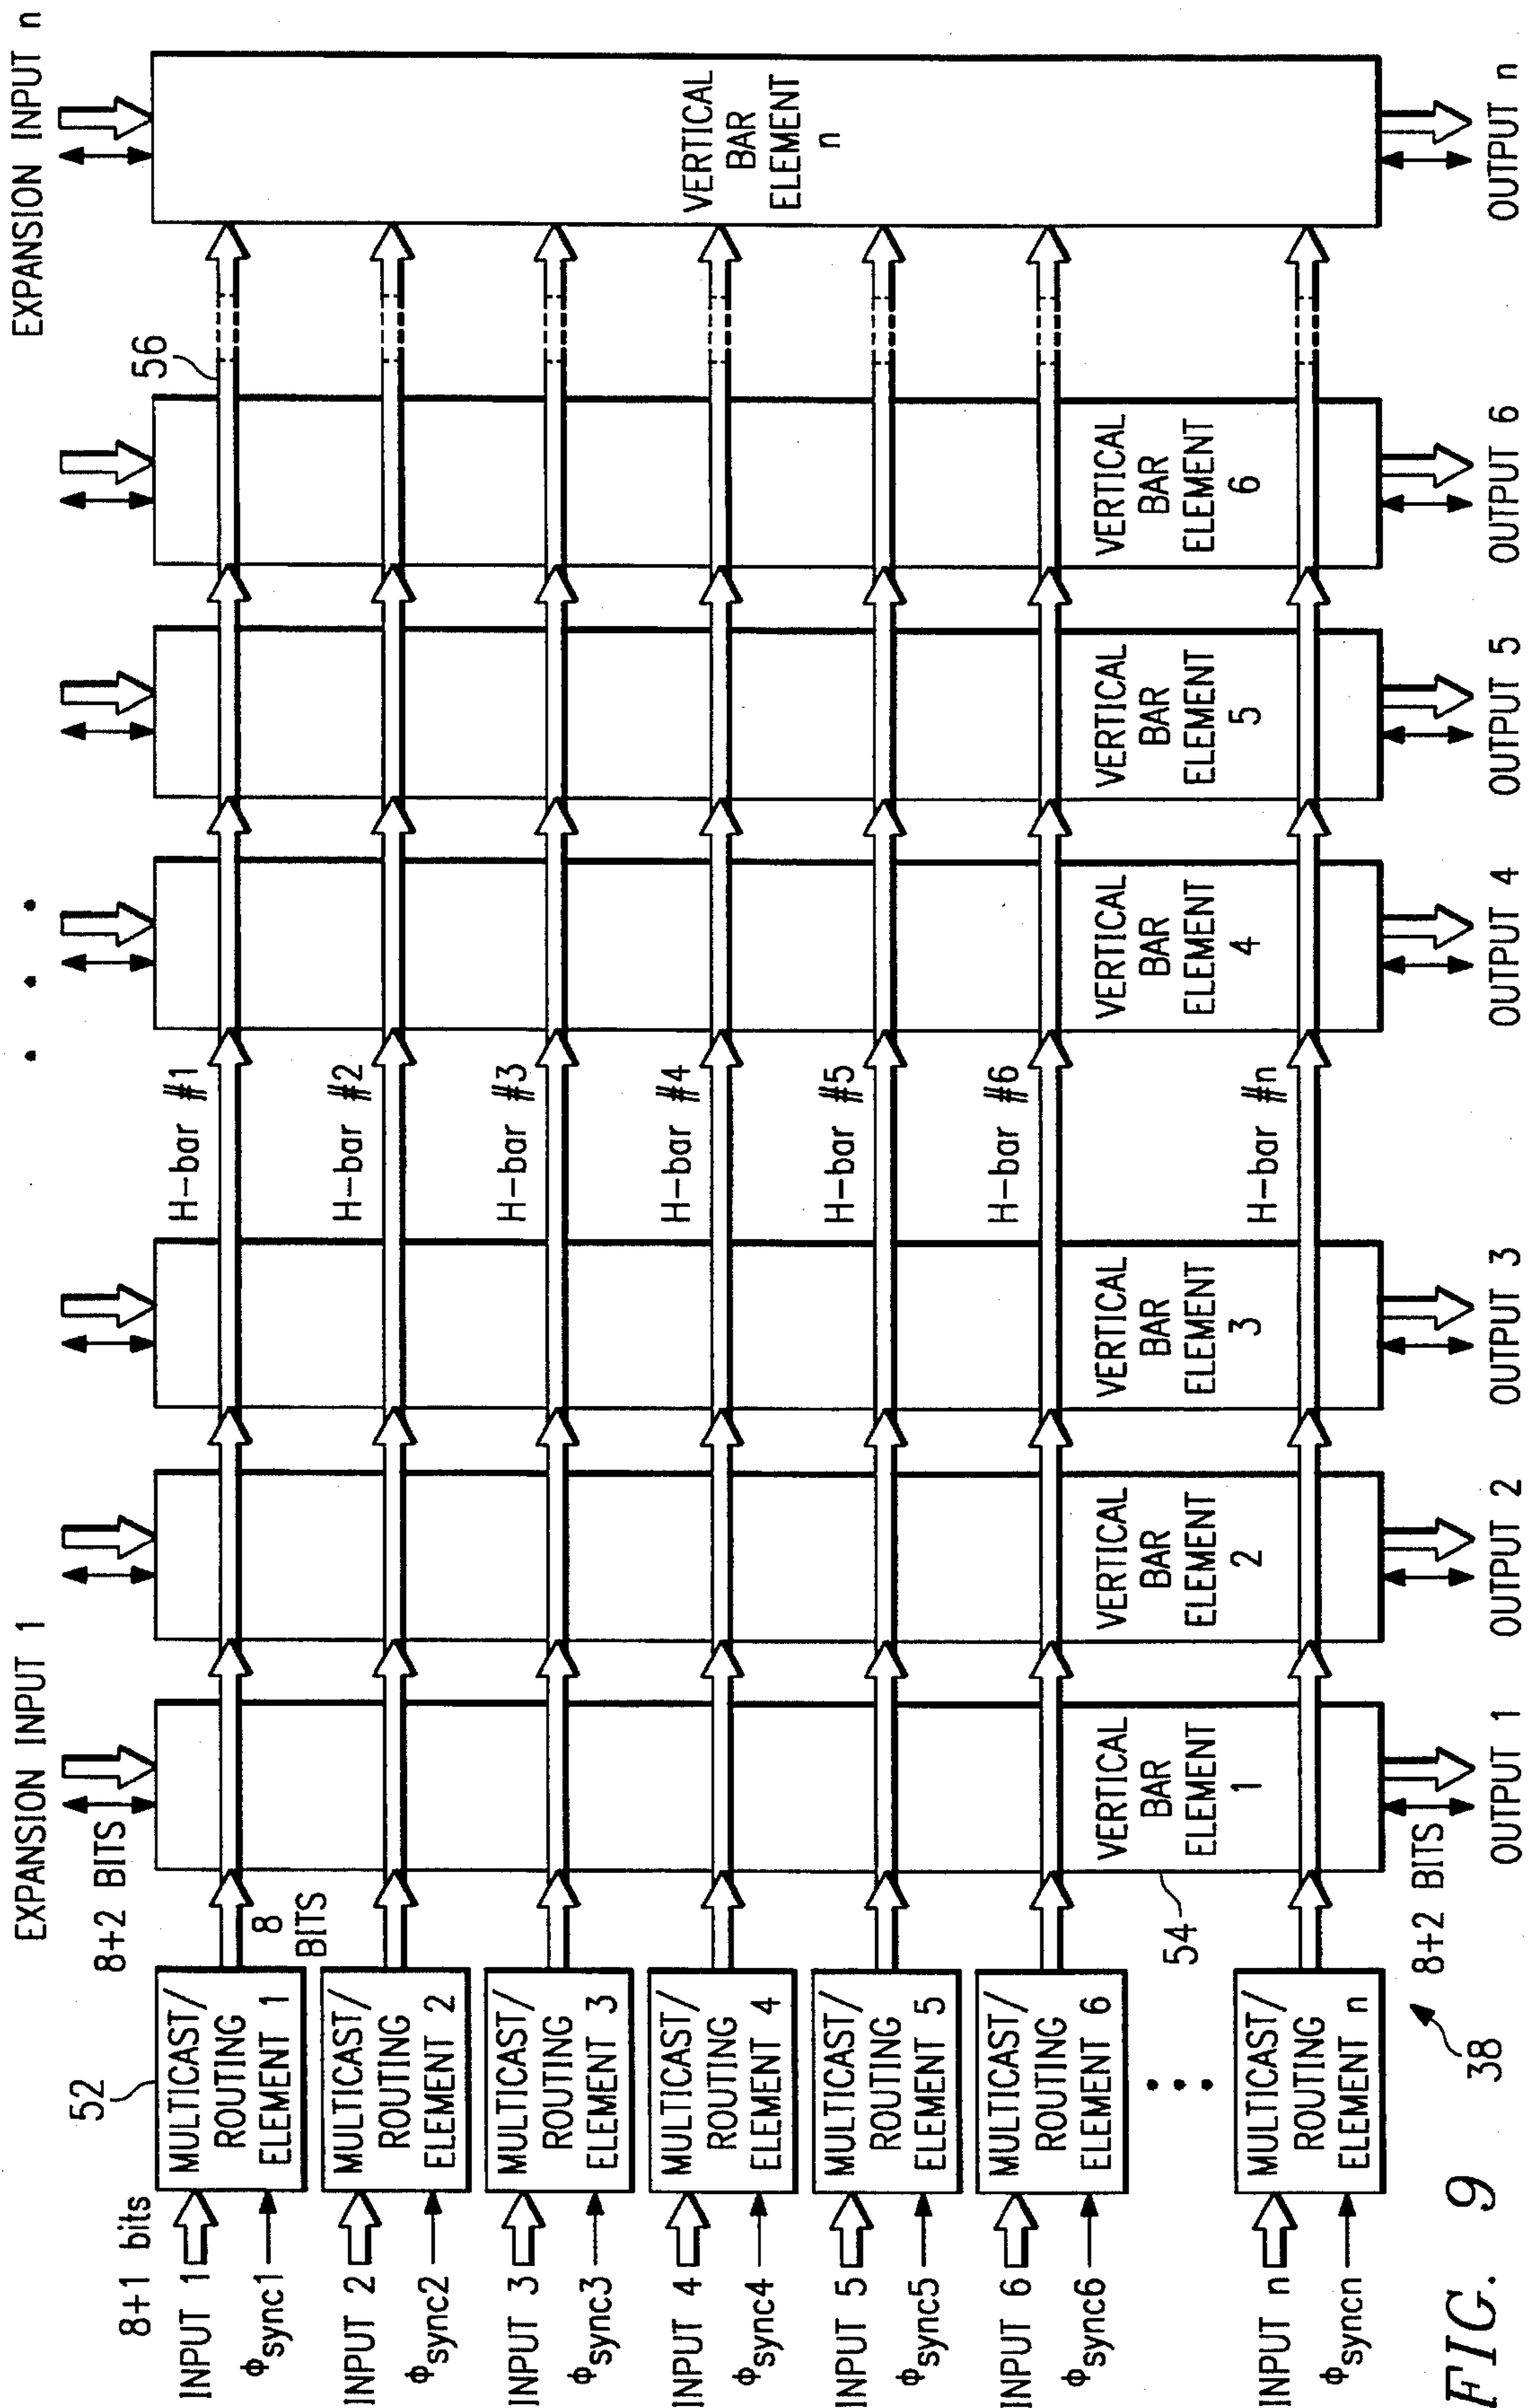 EXPANSION INPUT 1
EXPANSION INPUT n
8+2 BITS
56
52
8+1 bits
INPUT 1
ϕsync1
MULTICAST/
ROUTING
ELEMENT 1
8
BITS
H-bar #1
INPUT 2
ϕsync2
MULTICAST/
ROUTING
ELEMENT 2
H-bar #2
INPUT 3
ϕsync3
MULTICAST/
ROUTING
ELEMENT 3
H-bar #3
INPUT 4
ϕsync4
MULTICAST/
ROUTING
ELEMENT 4
H-bar #4
INPUT 5
ϕsync5
MULTICAST/
ROUTING
ELEMENT 5
H-bar #5
INPUT 6
ϕsync6
MULTICAST/
ROUTING
ELEMENT 6
H-bar #6
INPUT n
ϕsyncn
MULTICAST/
ROUTING
ELEMENT n
H-bar #n
VERTICAL
BAR
ELEMENT
1
VERTICAL
BAR
ELEMENT
2
VERTICAL
BAR
ELEMENT
3
VERTICAL
BAR
ELEMENT
4
VERTICAL
BAR
ELEMENT
5
VERTICAL
BAR
ELEMENT
6
VERTICAL
BAR
ELEMENT
n
54
8+2 BITS
38
OUTPUT 1
OUTPUT 2
OUTPUT 3
OUTPUT 4
OUTPUT 5
OUTPUT 6
OUTPUT n
FIG. 9